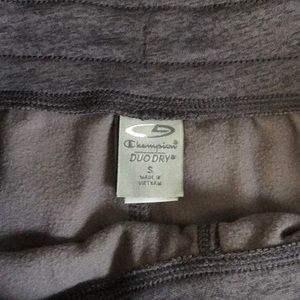 Champion®
DUO DRY®
S
MADE IN
VIETNAM